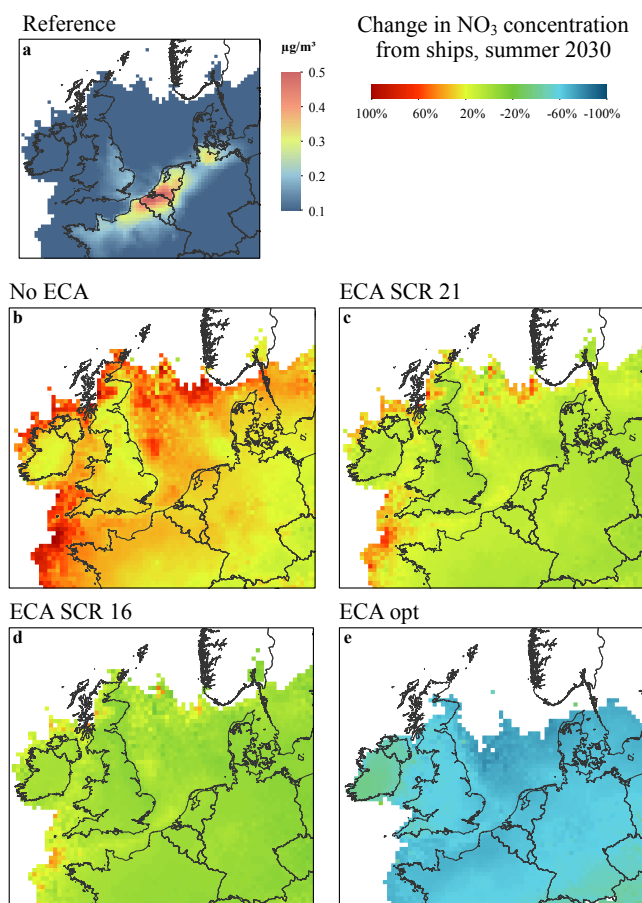 Reference
Change in NO₃ concentration
from ships, summer 2030
a
µg/m³
0.5
0.4
0.3
0.2
0.1
100% 60% 20% -20% -60% -100%
No ECA
ECA SCR 21
b
c
ECA SCR 16
ECA opt
d
e